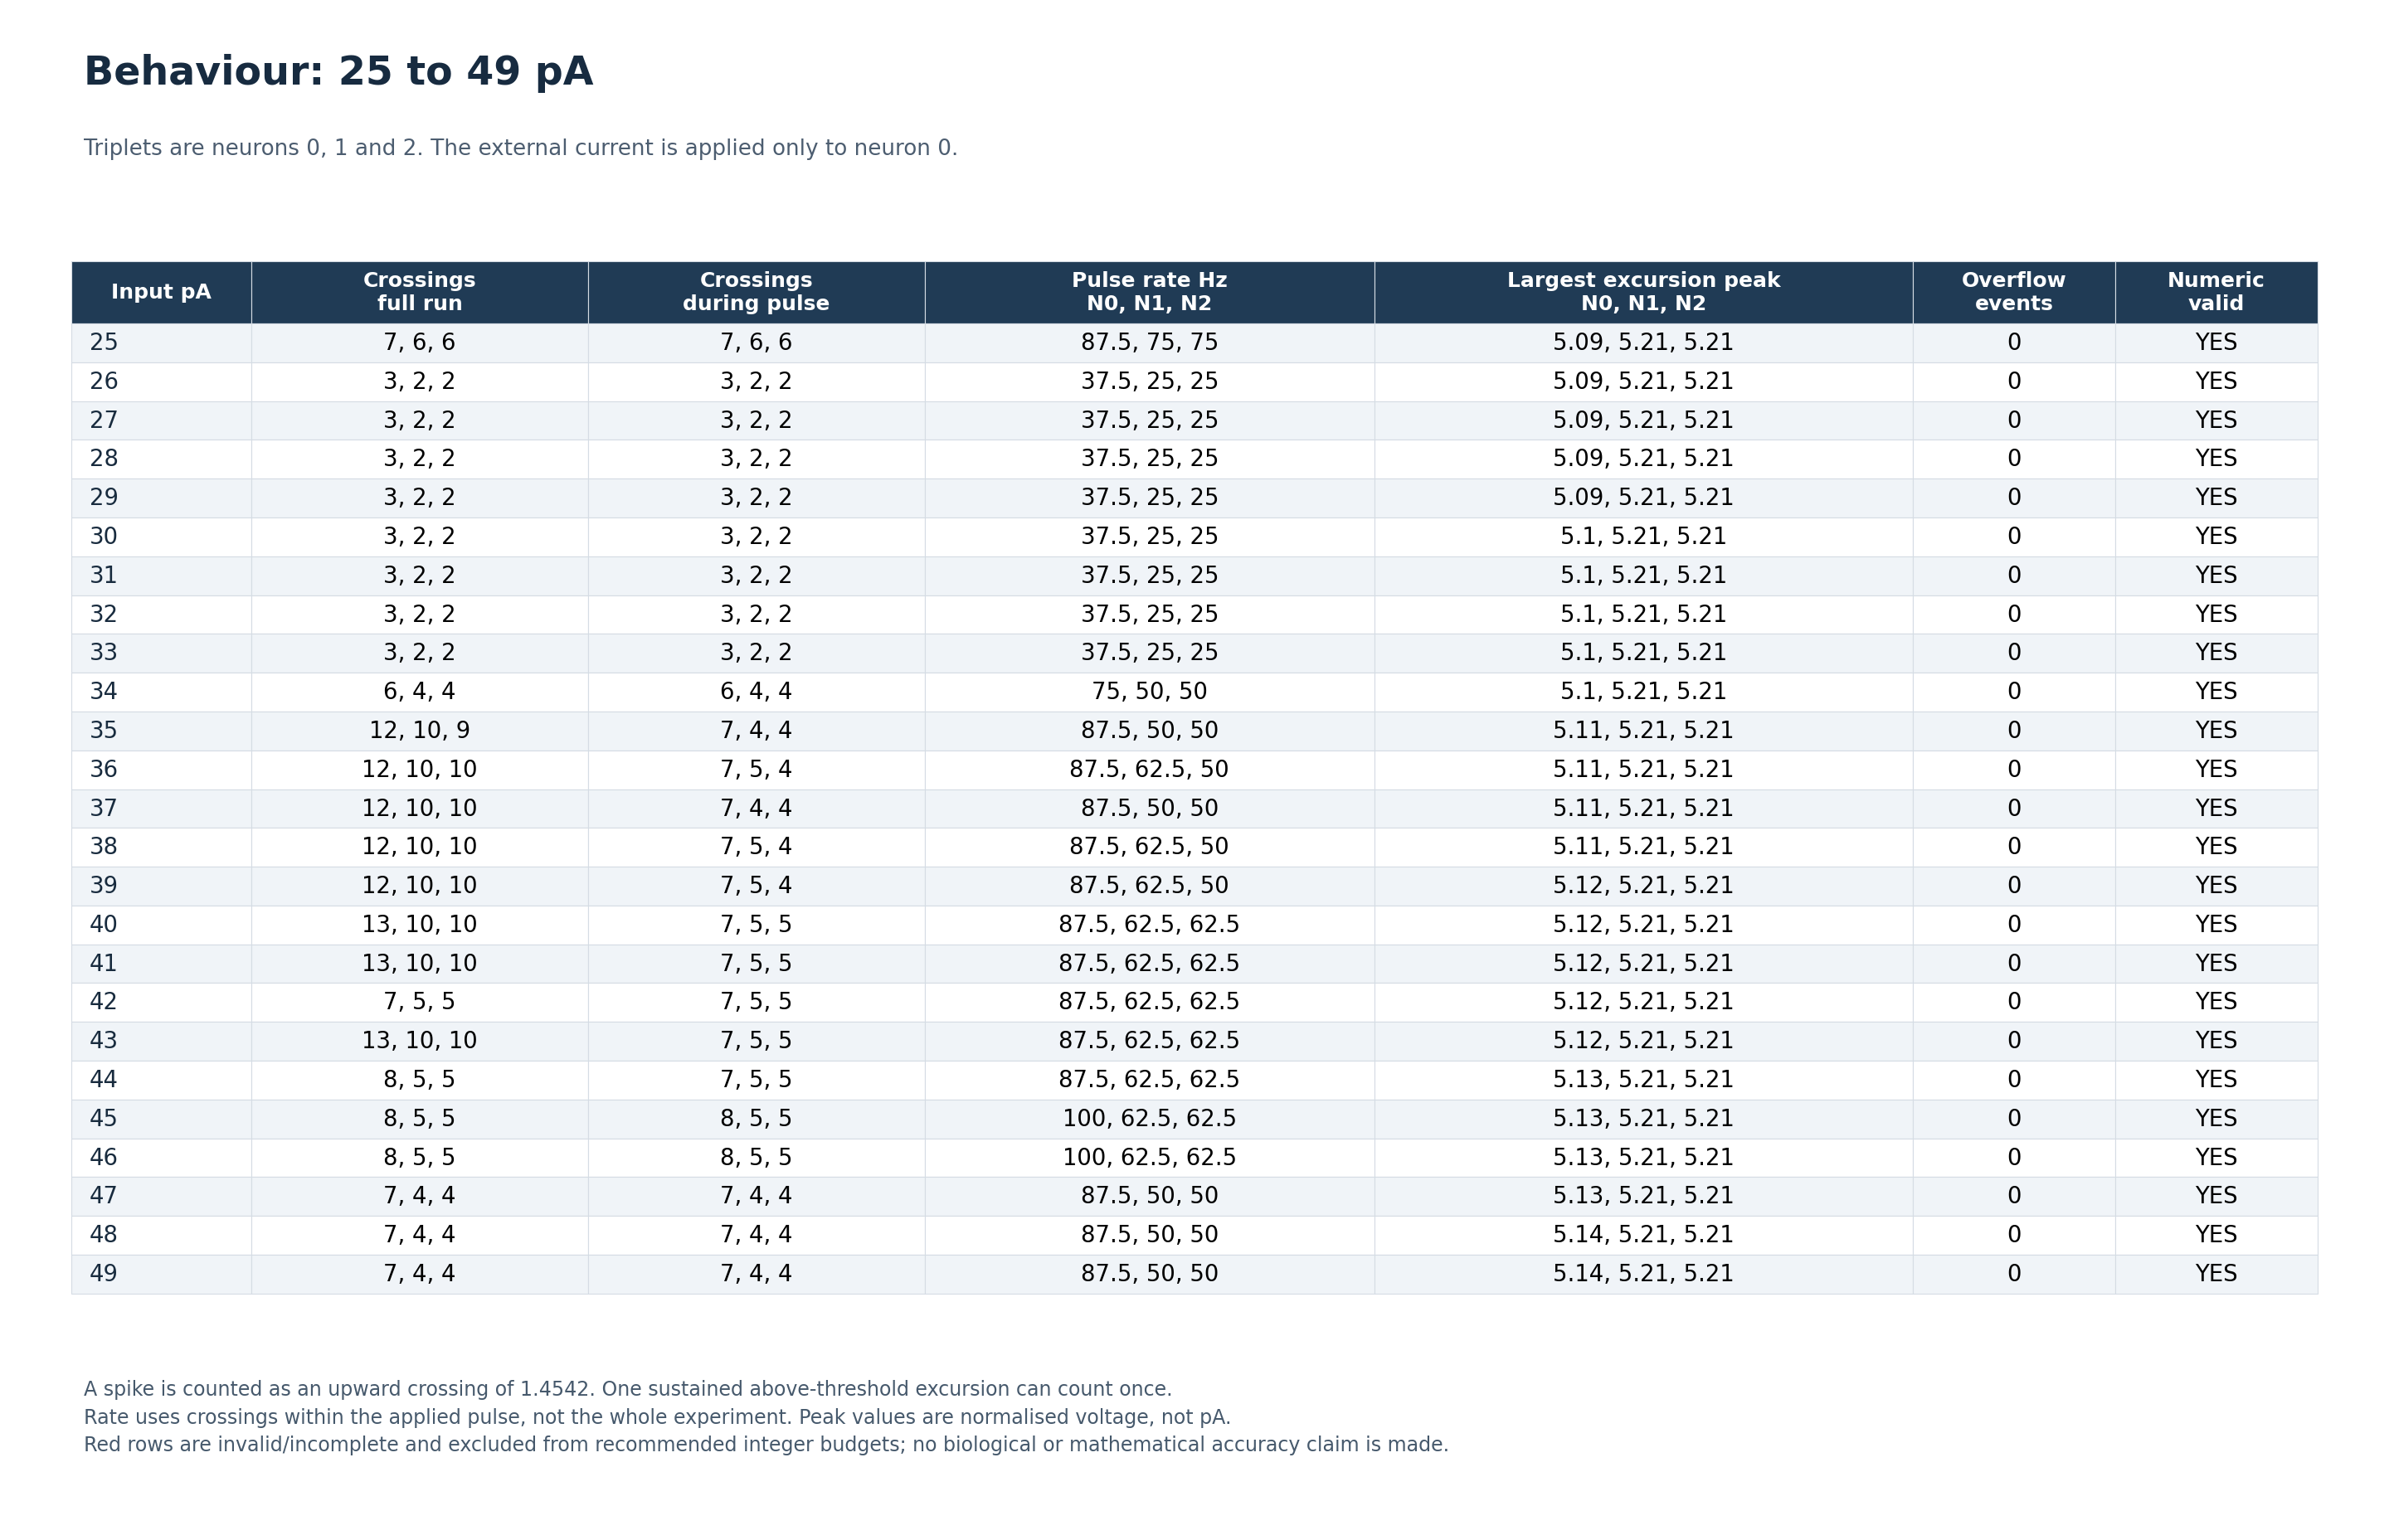 Behaviour: 25 to 49 pA
Triplets are neurons 0, 1 and 2. The external current is applied only to neuron 0.
Input pA | Crossings full run | Crossings during pulse | Pulse rate Hz N0, N1, N2 | Largest excursion peak N0, N1, N2 | Overflow events | Numeric valid
25 | 7, 6, 6 | 7, 6, 6 | 87.5, 75, 75 | 5.09, 5.21, 5.21 | 0 | YES
26 | 3, 2, 2 | 3, 2, 2 | 37.5, 25, 25 | 5.09, 5.21, 5.21 | 0 | YES
27 | 3, 2, 2 | 3, 2, 2 | 37.5, 25, 25 | 5.09, 5.21, 5.21 | 0 | YES
28 | 3, 2, 2 | 3, 2, 2 | 37.5, 25, 25 | 5.09, 5.21, 5.21 | 0 | YES
29 | 3, 2, 2 | 3, 2, 2 | 37.5, 25, 25 | 5.09, 5.21, 5.21 | 0 | YES
30 | 3, 2, 2 | 3, 2, 2 | 37.5, 25, 25 | 5.1, 5.21, 5.21 | 0 | YES
31 | 3, 2, 2 | 3, 2, 2 | 37.5, 25, 25 | 5.1, 5.21, 5.21 | 0 | YES
32 | 3, 2, 2 | 3, 2, 2 | 37.5, 25, 25 | 5.1, 5.21, 5.21 | 0 | YES
33 | 3, 2, 2 | 3, 2, 2 | 37.5, 25, 25 | 5.1, 5.21, 5.21 | 0 | YES
34 | 6, 4, 4 | 6, 4, 4 | 75, 50, 50 | 5.1, 5.21, 5.21 | 0 | YES
35 | 12, 10, 9 | 7, 4, 4 | 87.5, 50, 50 | 5.11, 5.21, 5.21 | 0 | YES
36 | 12, 10, 10 | 7, 5, 4 | 87.5, 62.5, 50 | 5.11, 5.21, 5.21 | 0 | YES
37 | 12, 10, 10 | 7, 4, 4 | 87.5, 50, 50 | 5.11, 5.21, 5.21 | 0 | YES
38 | 12, 10, 10 | 7, 5, 4 | 87.5, 62.5, 50 | 5.11, 5.21, 5.21 | 0 | YES
39 | 12, 10, 10 | 7, 5, 4 | 87.5, 62.5, 50 | 5.12, 5.21, 5.21 | 0 | YES
40 | 13, 10, 10 | 7, 5, 5 | 87.5, 62.5, 62.5 | 5.12, 5.21, 5.21 | 0 | YES
41 | 13, 10, 10 | 7, 5, 5 | 87.5, 62.5, 62.5 | 5.12, 5.21, 5.21 | 0 | YES
42 | 7, 5, 5 | 7, 5, 5 | 87.5, 62.5, 62.5 | 5.12, 5.21, 5.21 | 0 | YES
43 | 13, 10, 10 | 7, 5, 5 | 87.5, 62.5, 62.5 | 5.12, 5.21, 5.21 | 0 | YES
44 | 8, 5, 5 | 7, 5, 5 | 87.5, 62.5, 62.5 | 5.13, 5.21, 5.21 | 0 | YES
45 | 8, 5, 5 | 8, 5, 5 | 100, 62.5, 62.5 | 5.13, 5.21, 5.21 | 0 | YES
46 | 8, 5, 5 | 8, 5, 5 | 100, 62.5, 62.5 | 5.13, 5.21, 5.21 | 0 | YES
47 | 7, 4, 4 | 7, 4, 4 | 87.5, 50, 50 | 5.13, 5.21, 5.21 | 0 | YES
48 | 7, 4, 4 | 7, 4, 4 | 87.5, 50, 50 | 5.14, 5.21, 5.21 | 0 | YES
49 | 7, 4, 4 | 7, 4, 4 | 87.5, 50, 50 | 5.14, 5.21, 5.21 | 0 | YES
A spike is counted as an upward crossing of 1.4542. One sustained above-threshold excursion can count once.
Rate uses crossings within the applied pulse, not the whole experiment. Peak values are normalised voltage, not pA.
Red rows are invalid/incomplete and excluded from recommended integer budgets; no biological or mathematical accuracy claim is made.